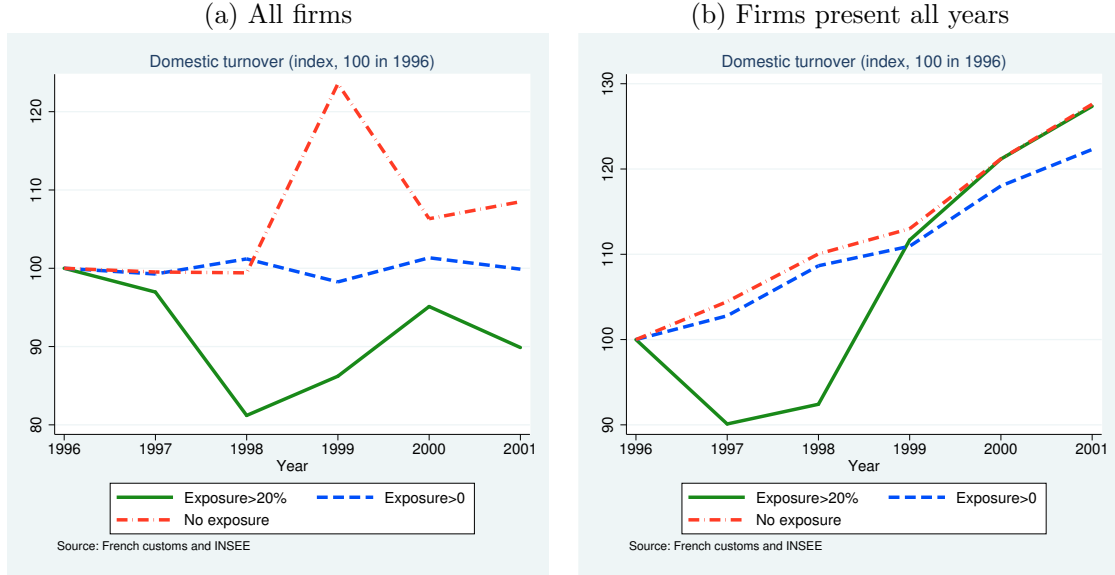 (a) All firms
Domestic turnover (index, 100 in 1996)
120
110
100
90
80
1996 1997 1998 1999 2000 2001
Year
Exposure>20% Exposure>0
No exposure
Source: French customs and INSEE
(b) Firms present all years
Domestic turnover (index, 100 in 1996)
130
120
110
100
90
1996 1997 1998 1999 2000 2001
Year
Exposure>20% Exposure>0
No exposure
Source: French customs and INSEE